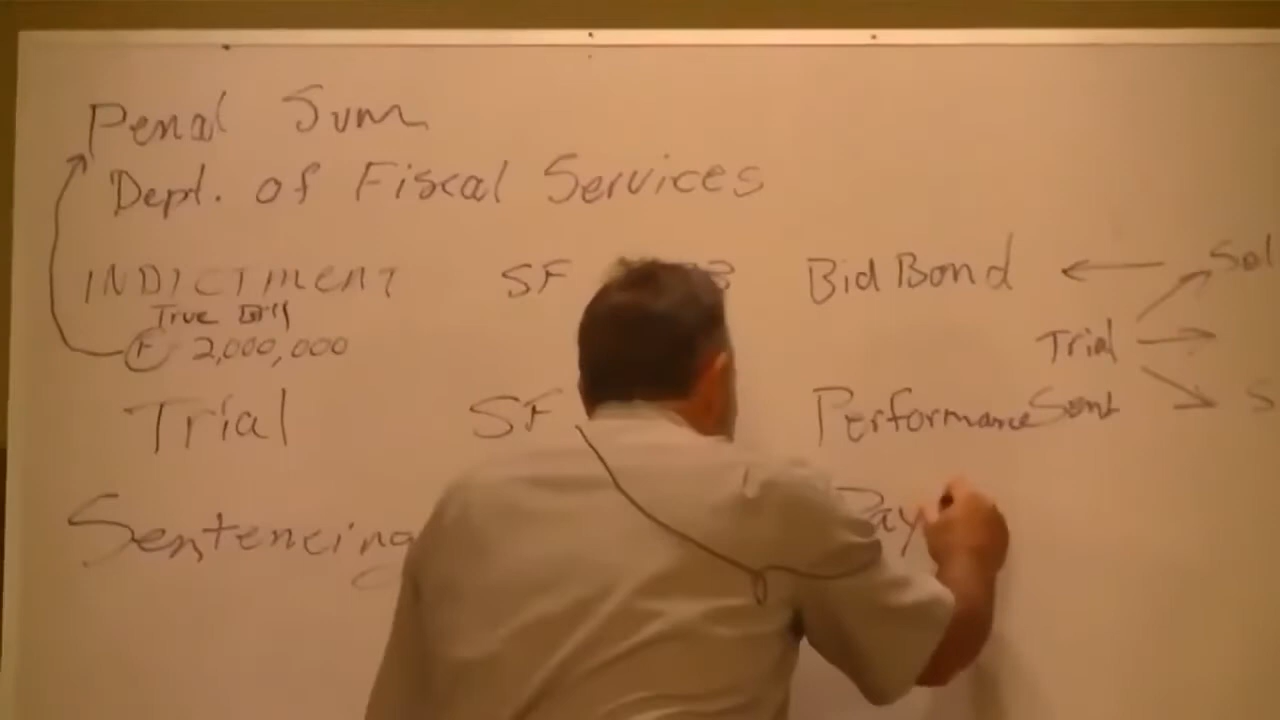 Penal Sum
Dept. of Fiscal Services
INDICTMENT SF Bid Bond ← Sol
True Bill
F 2,000,000 Trial
Trial SF Performance Sent S
Sentencing Pay